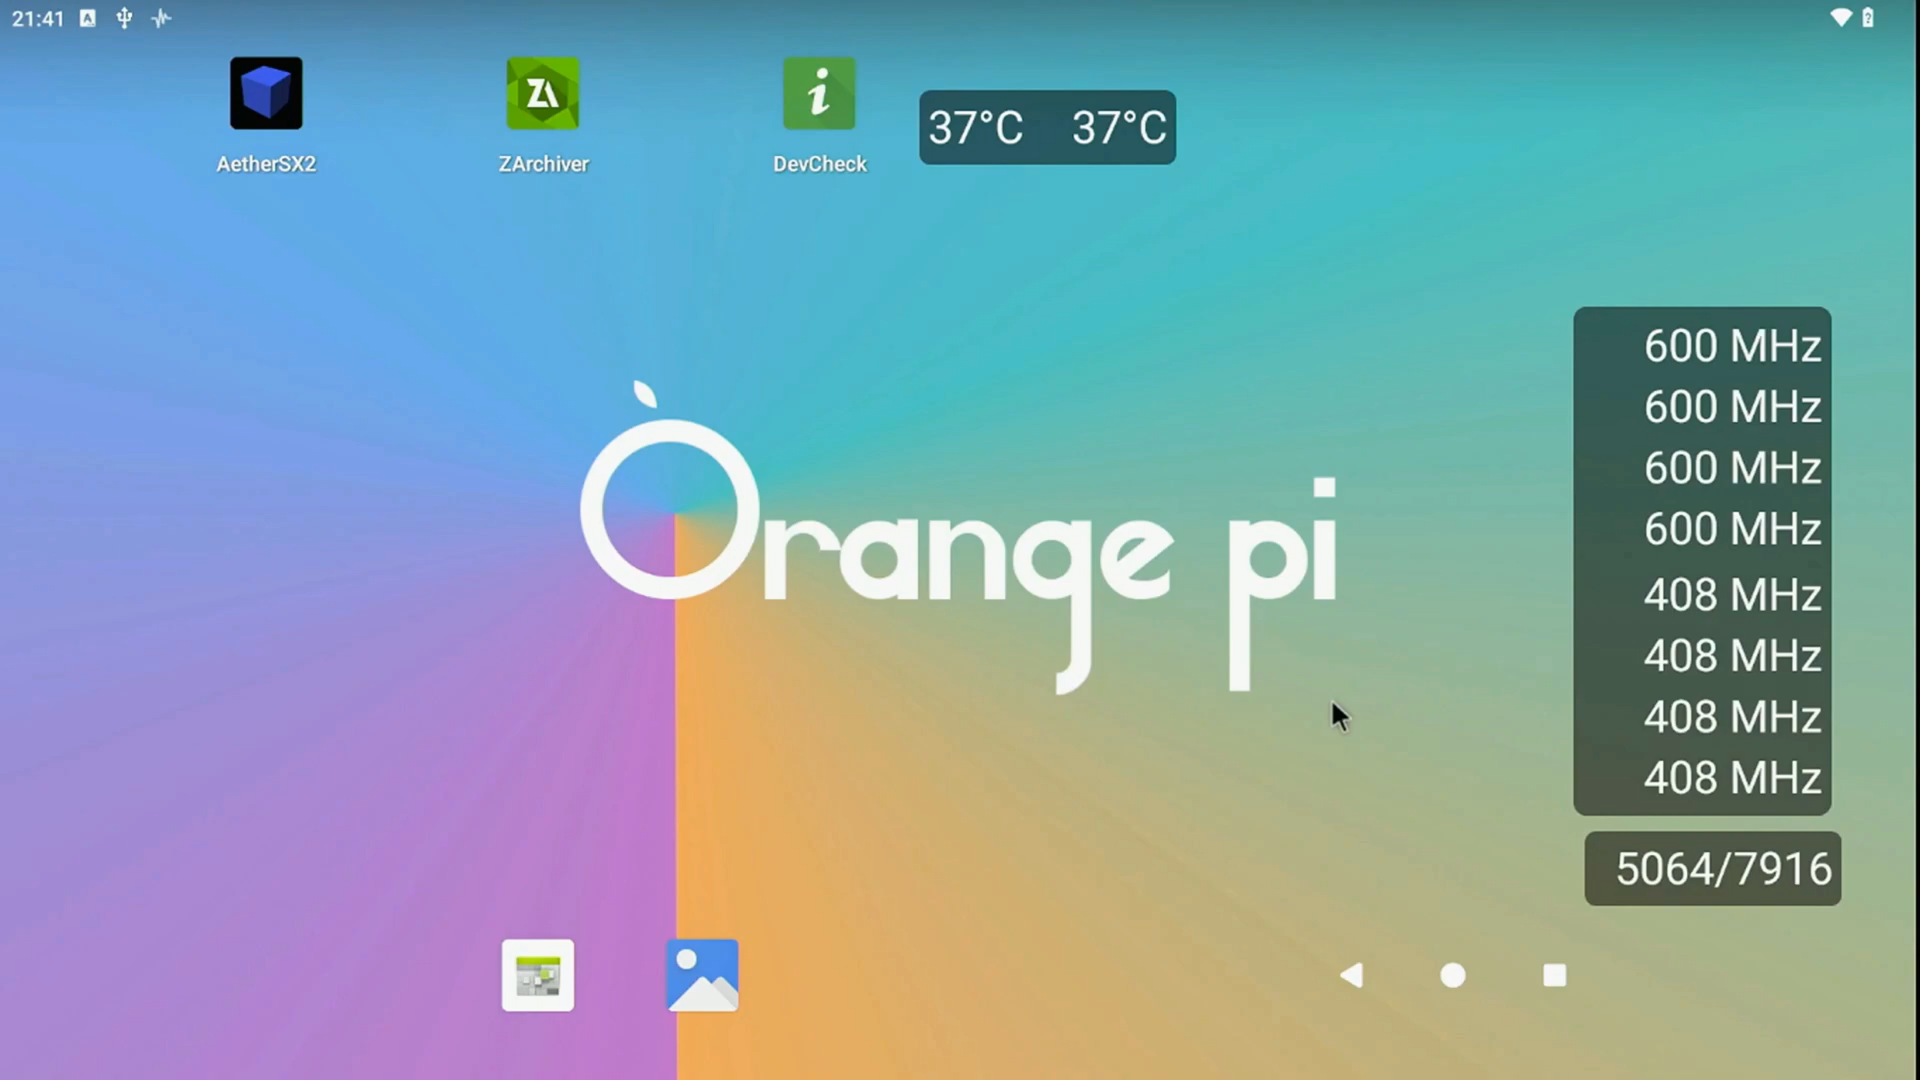 21:41
AetherSX2
ZArchiver
DevCheck
37°C 37°C
600 MHz
600 MHz
600 MHz
600 MHz
408 MHz
408 MHz
408 MHz
408 MHz
5064/7916
Orange pi